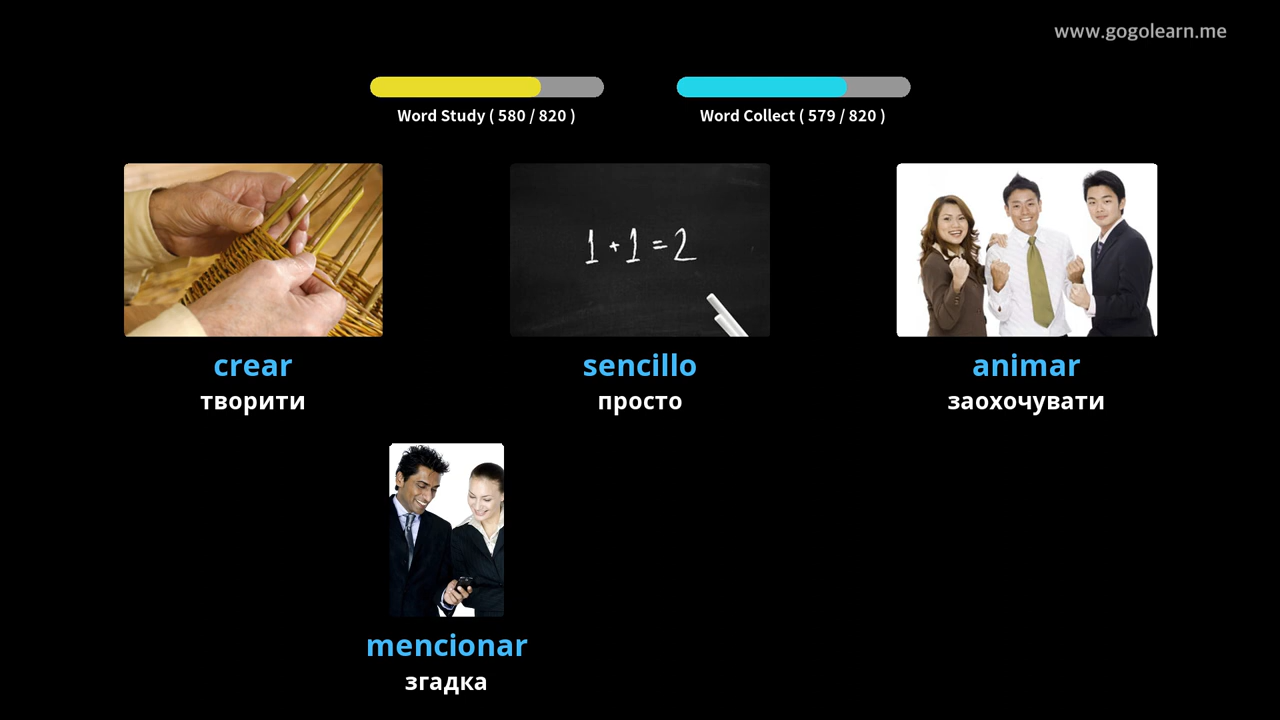 www.gogolearn.me
Word Study ( 580 / 820 )
Word Collect ( 579 / 820 )
1 + 1 = 2
crear
творити
sencillo
просто
animar
заохочувати
mencionar
згадка